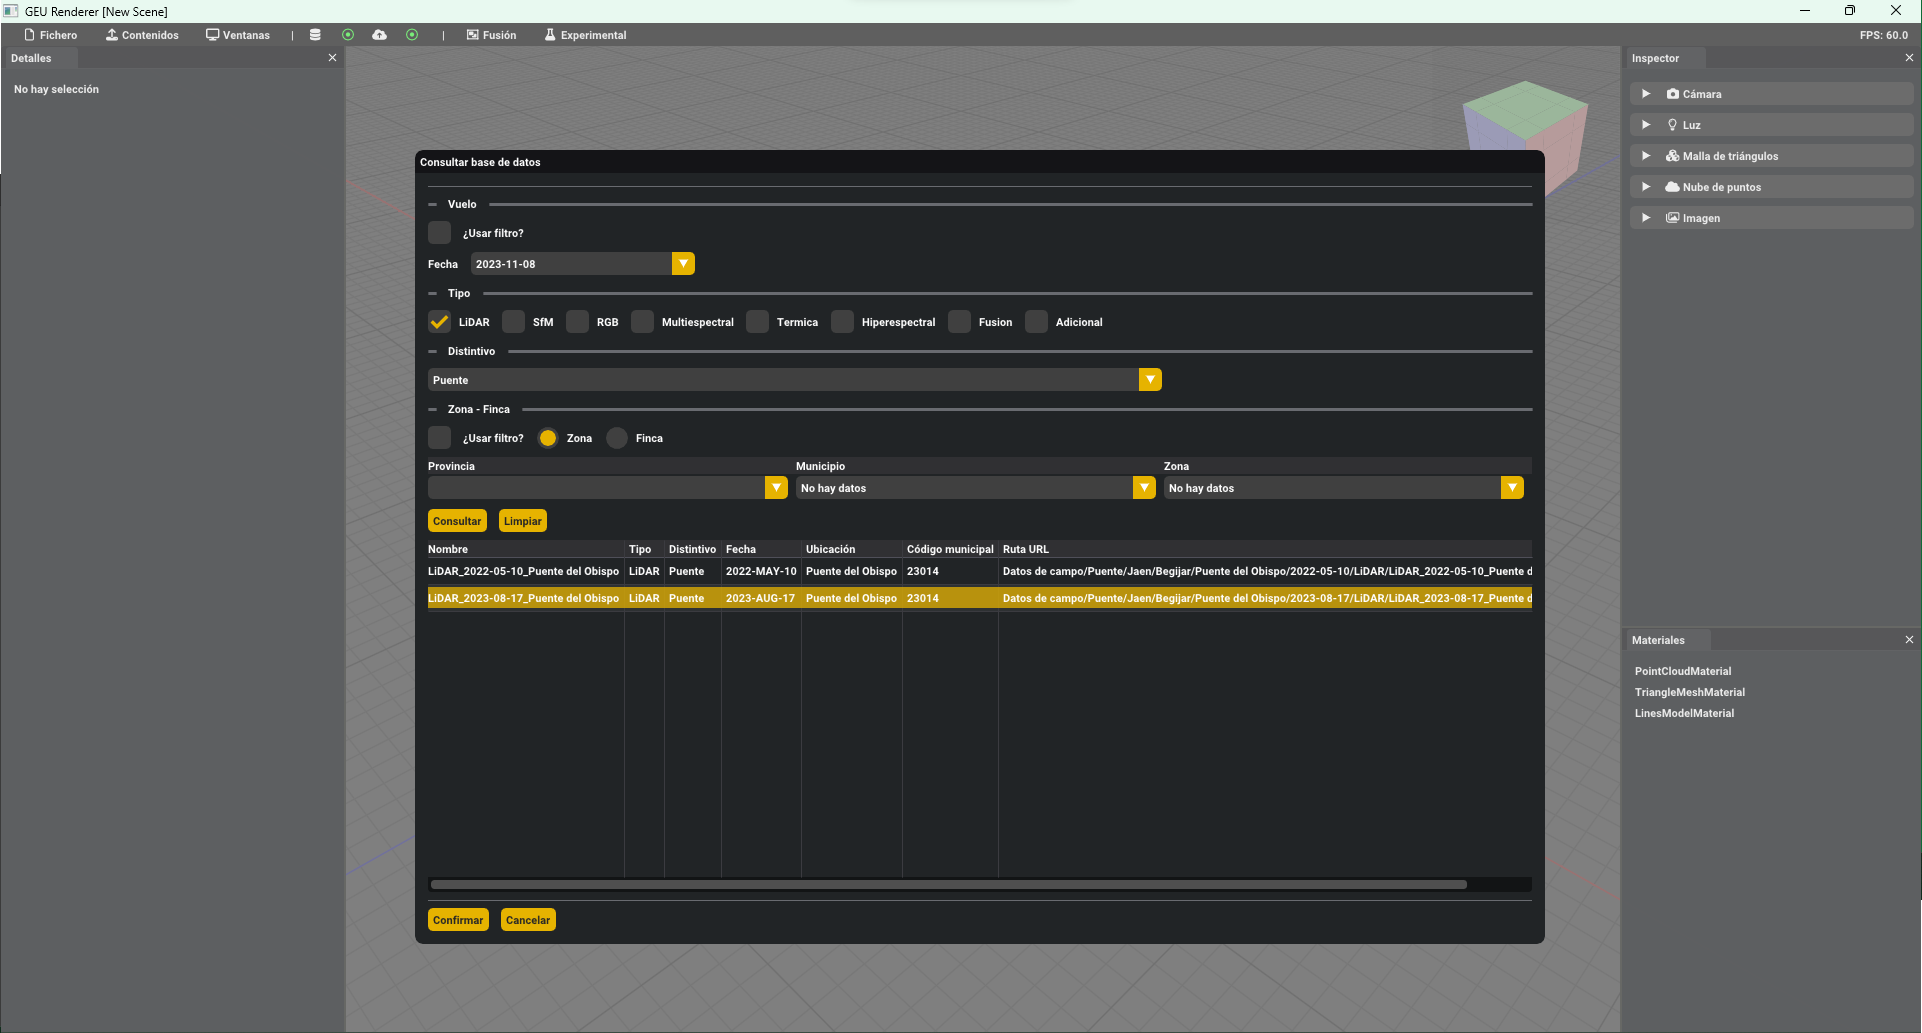 GEU Renderer [New Scene]
Fichero Contenidos Ventanas | | Fusión Experimental FPS: 60.0
Detalles
No hay selección
Inspector
Cámara
Luz
Malla de triángulos
Nube de puntos
Imagen
Consultar base de datos
Vuelo
¿Usar filtro?
Fecha 2023-11-08
Tipo
LiDAR SfM RGB Multiespectral Termica Hiperespectral Fusion Adicional
Distintivo
Puente
Zona - Finca
¿Usar filtro? Zona Finca
Provincia Municipio Zona
No hay datos No hay datos
Consultar Limpiar
Nombre Tipo Distintivo Fecha Ubicación Código municipal Ruta URL
LiDAR_2022-05-10_Puente del Obispo LiDAR Puente 2022-MAY-10 Puente del Obispo 23014 Datos de campo/Puente/Jaen/Begijar/Puente del Obispo/2022-05-10/LiDAR/LiDAR_2022-05-10_Puente d
LiDAR_2023-08-17_Puente del Obispo LiDAR Puente 2023-AUG-17 Puente del Obispo 23014 Datos de campo/Puente/Jaen/Begijar/Puente del Obispo/2023-08-17/LiDAR/LiDAR_2023-08-17_Puente d
Confirmar Cancelar
Materiales
PointCloudMaterial
TriangleMeshMaterial
LinesModelMaterial